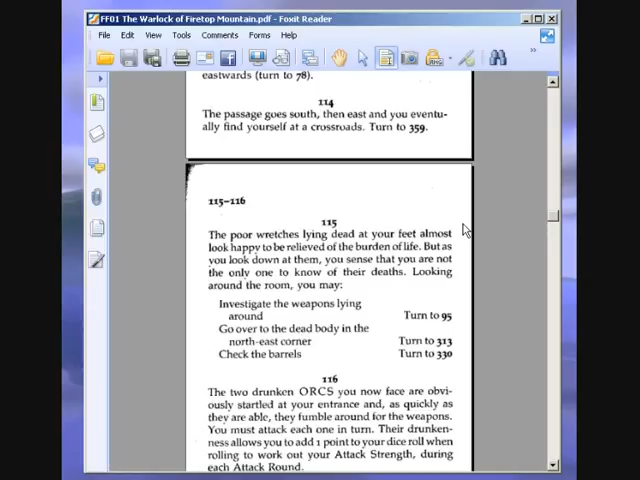 FF01 The Warlock of Firetop Mountain.pdf - Foxit Reader
File Edit View Tools Comments Forms Help
eastwards (turn to 78).
114
The passage goes south, then east and you eventu-
ally find yourself at a crossroads. Turn to 359.
115–116
115
The poor wretches lying dead at your feet almost
look happy to be relieved of the burden of life. But as
you look down at them, you sense that you are not
the only one to know of their deaths. Looking
around the room, you may:
Investigate the weapons lying
around Turn to 95
Go over to the dead body in the
north-east corner Turn to 313
Check the barrels Turn to 330
116
The two drunken ORCS you now face are obvi-
ously startled at your entrance and, as quickly as
they are able, they fumble around for the weapons.
You must attack each one in turn. Their drunken-
ness allows you to add 1 point to your dice roll when
rolling to work out your Attack Strength, during
each Attack Round.